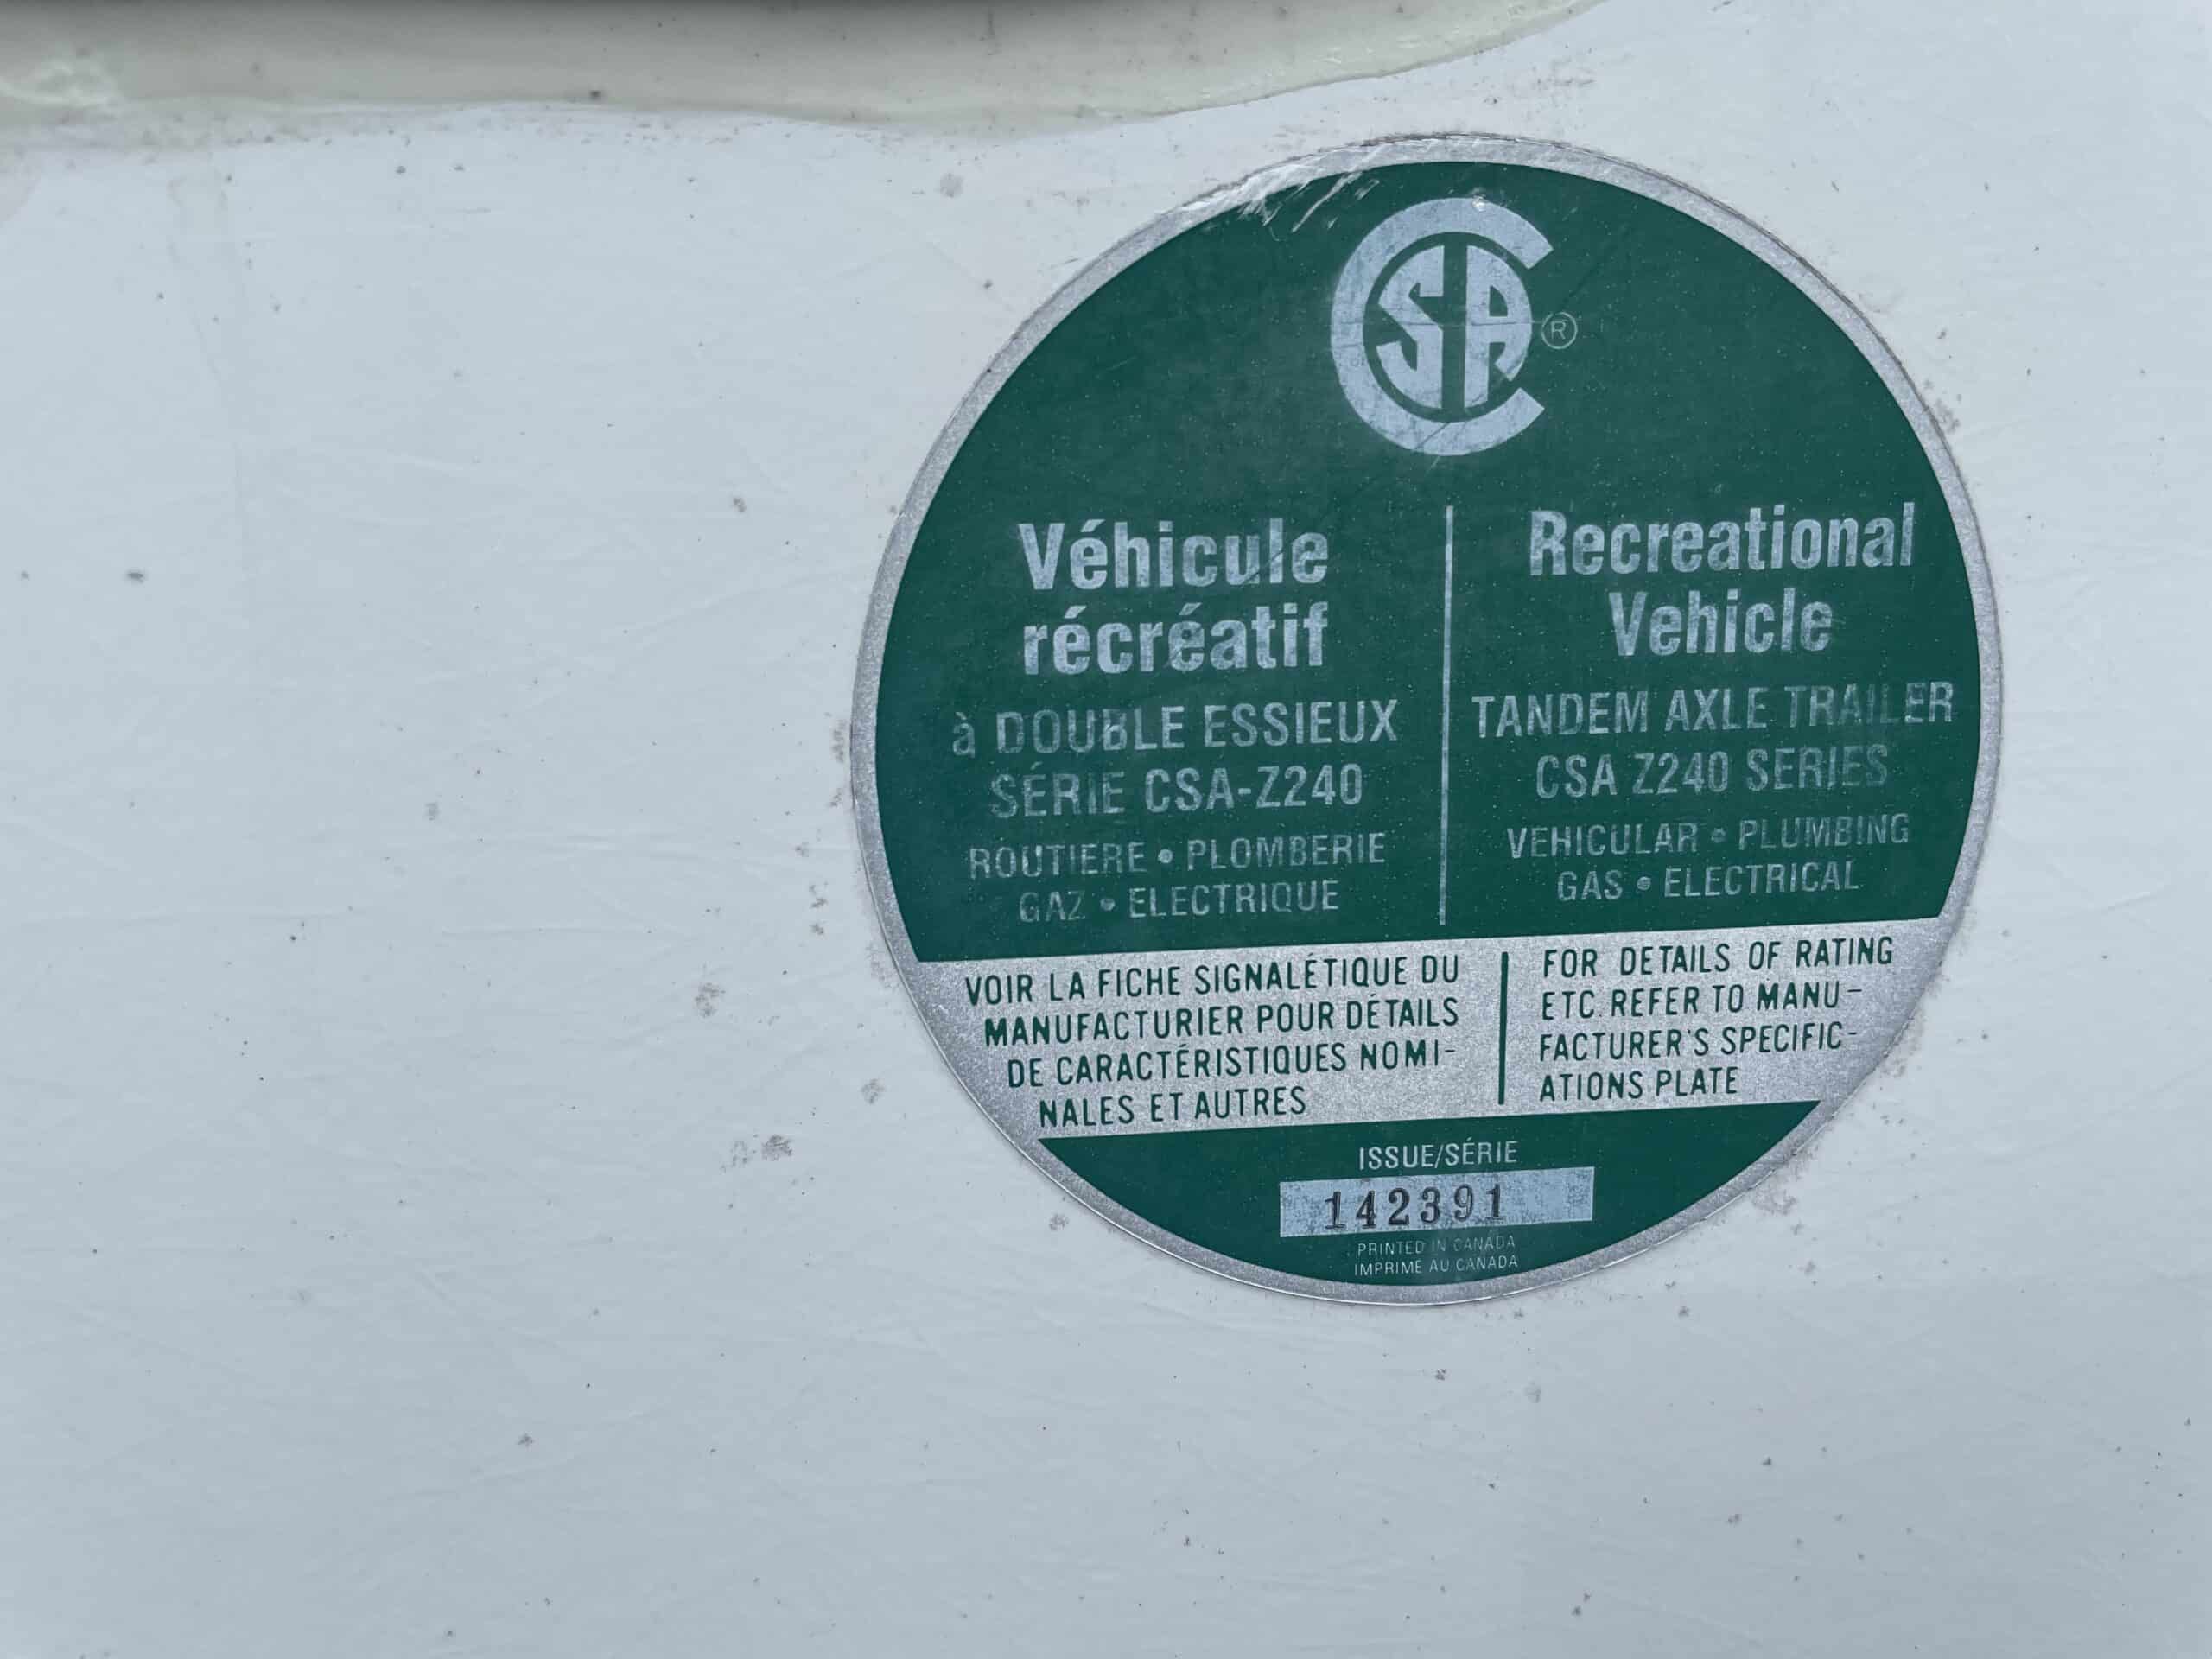 CSA ®
Véhicule
récréatif
à DOUBLE ESSIEUX
SÉRIE CSA-Z240
ROUTIERE • PLOMBERIE
GAZ • ELECTRIQUE
Recreational
Vehicle
TANDEM AXLE TRAILER
CSA Z240 SERIES
VEHICULAR • PLUMBING
GAS • ELECTRICAL
VOIR LA FICHE SIGNALÉTIQUE DU
MANUFACTURIER POUR DÉTAILS
DE CARACTÉRISTIQUES NOMI-
NALES ET AUTRES
FOR DETAILS OF RATING
ETC. REFER TO MANU-
FACTURER'S SPECIFIC-
ATIONS PLATE
ISSUE/SÉRIE
142391
PRINTED IN CANADA
IMPRIME AU CANADA